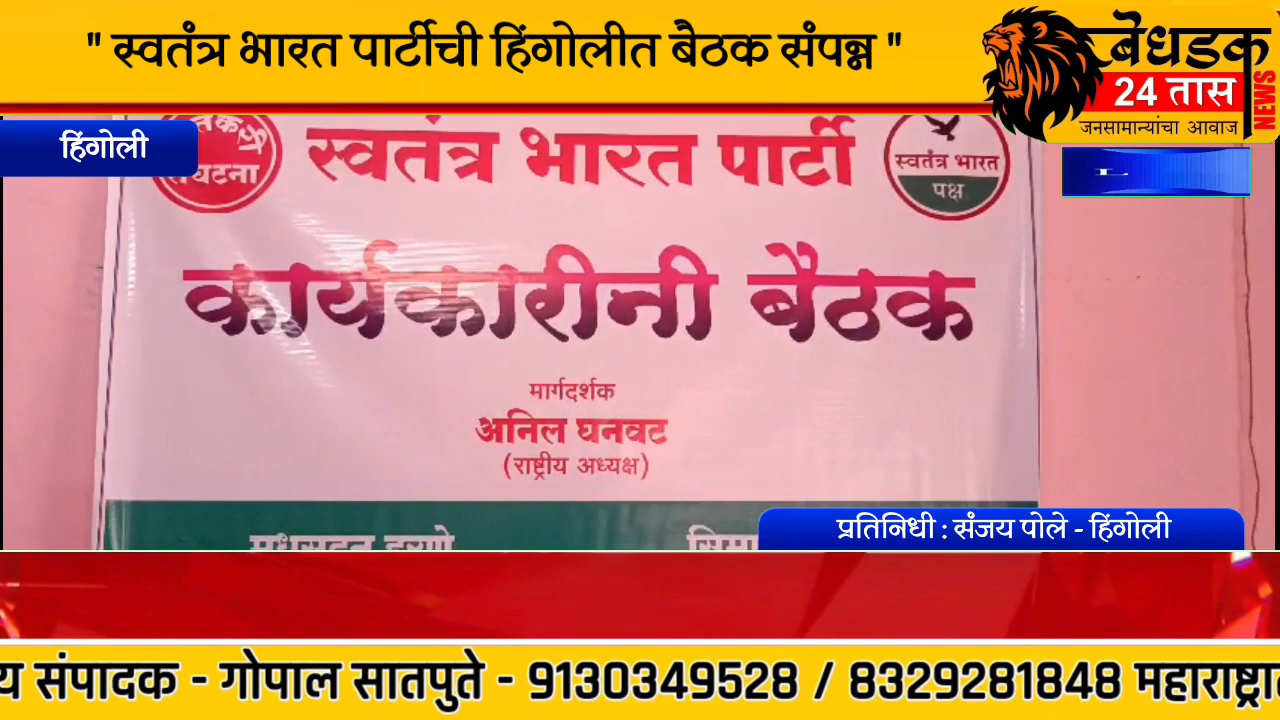 " स्वतंत्र भारत पार्टीची हिंगोलीत बैठक संपन्न "
बेधडक
24 तास
NEWS
जनसामान्यांचा आवाज
हिंगोली
स्वतंत्र भारत पार्टी
स्वतंत्र भारत
पक्ष
कार्यकारीनी बैठक
मार्गदर्शक
अनिल घनवट
(राष्ट्रीय अध्यक्ष)
प्रतिनिधी : संजय पोले - हिंगोली
संपादक - गोपाल सातपुते - 9130349528 / 8329281848